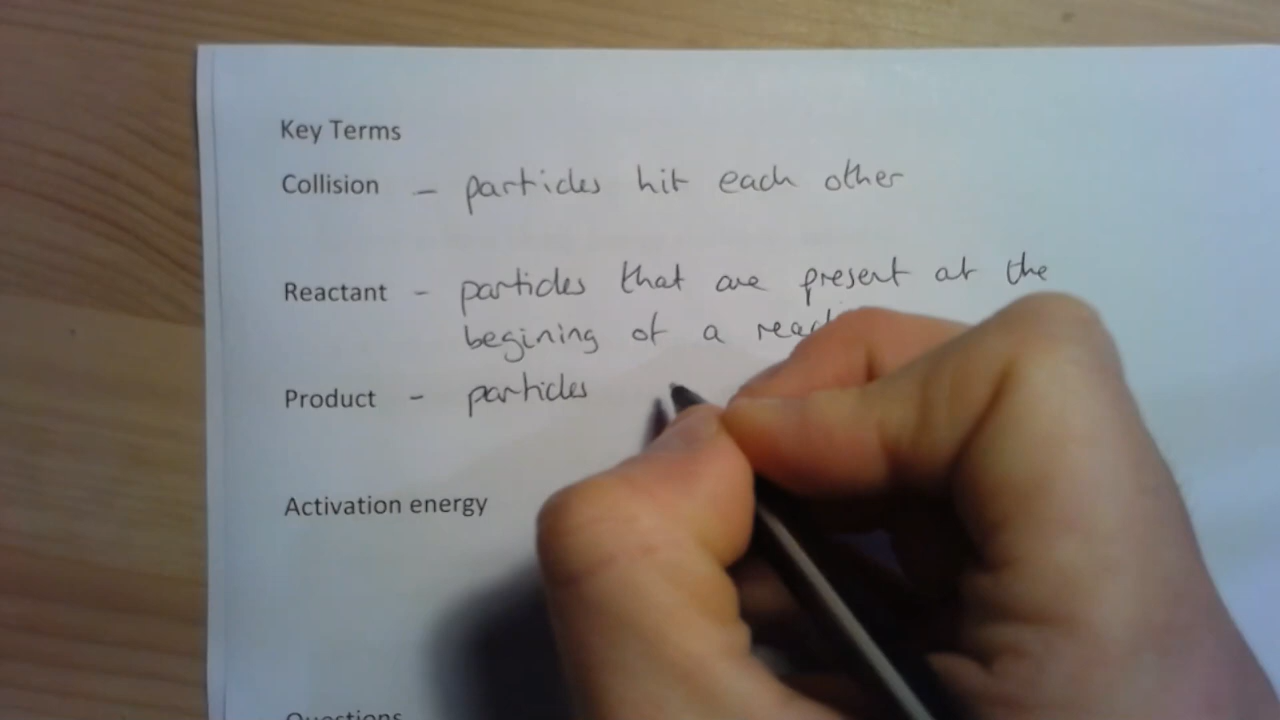 Key Terms
Collision - particles hit each other
Reactant - particles that are present at the
begining of a
Product - particles
Activation energy
Questions